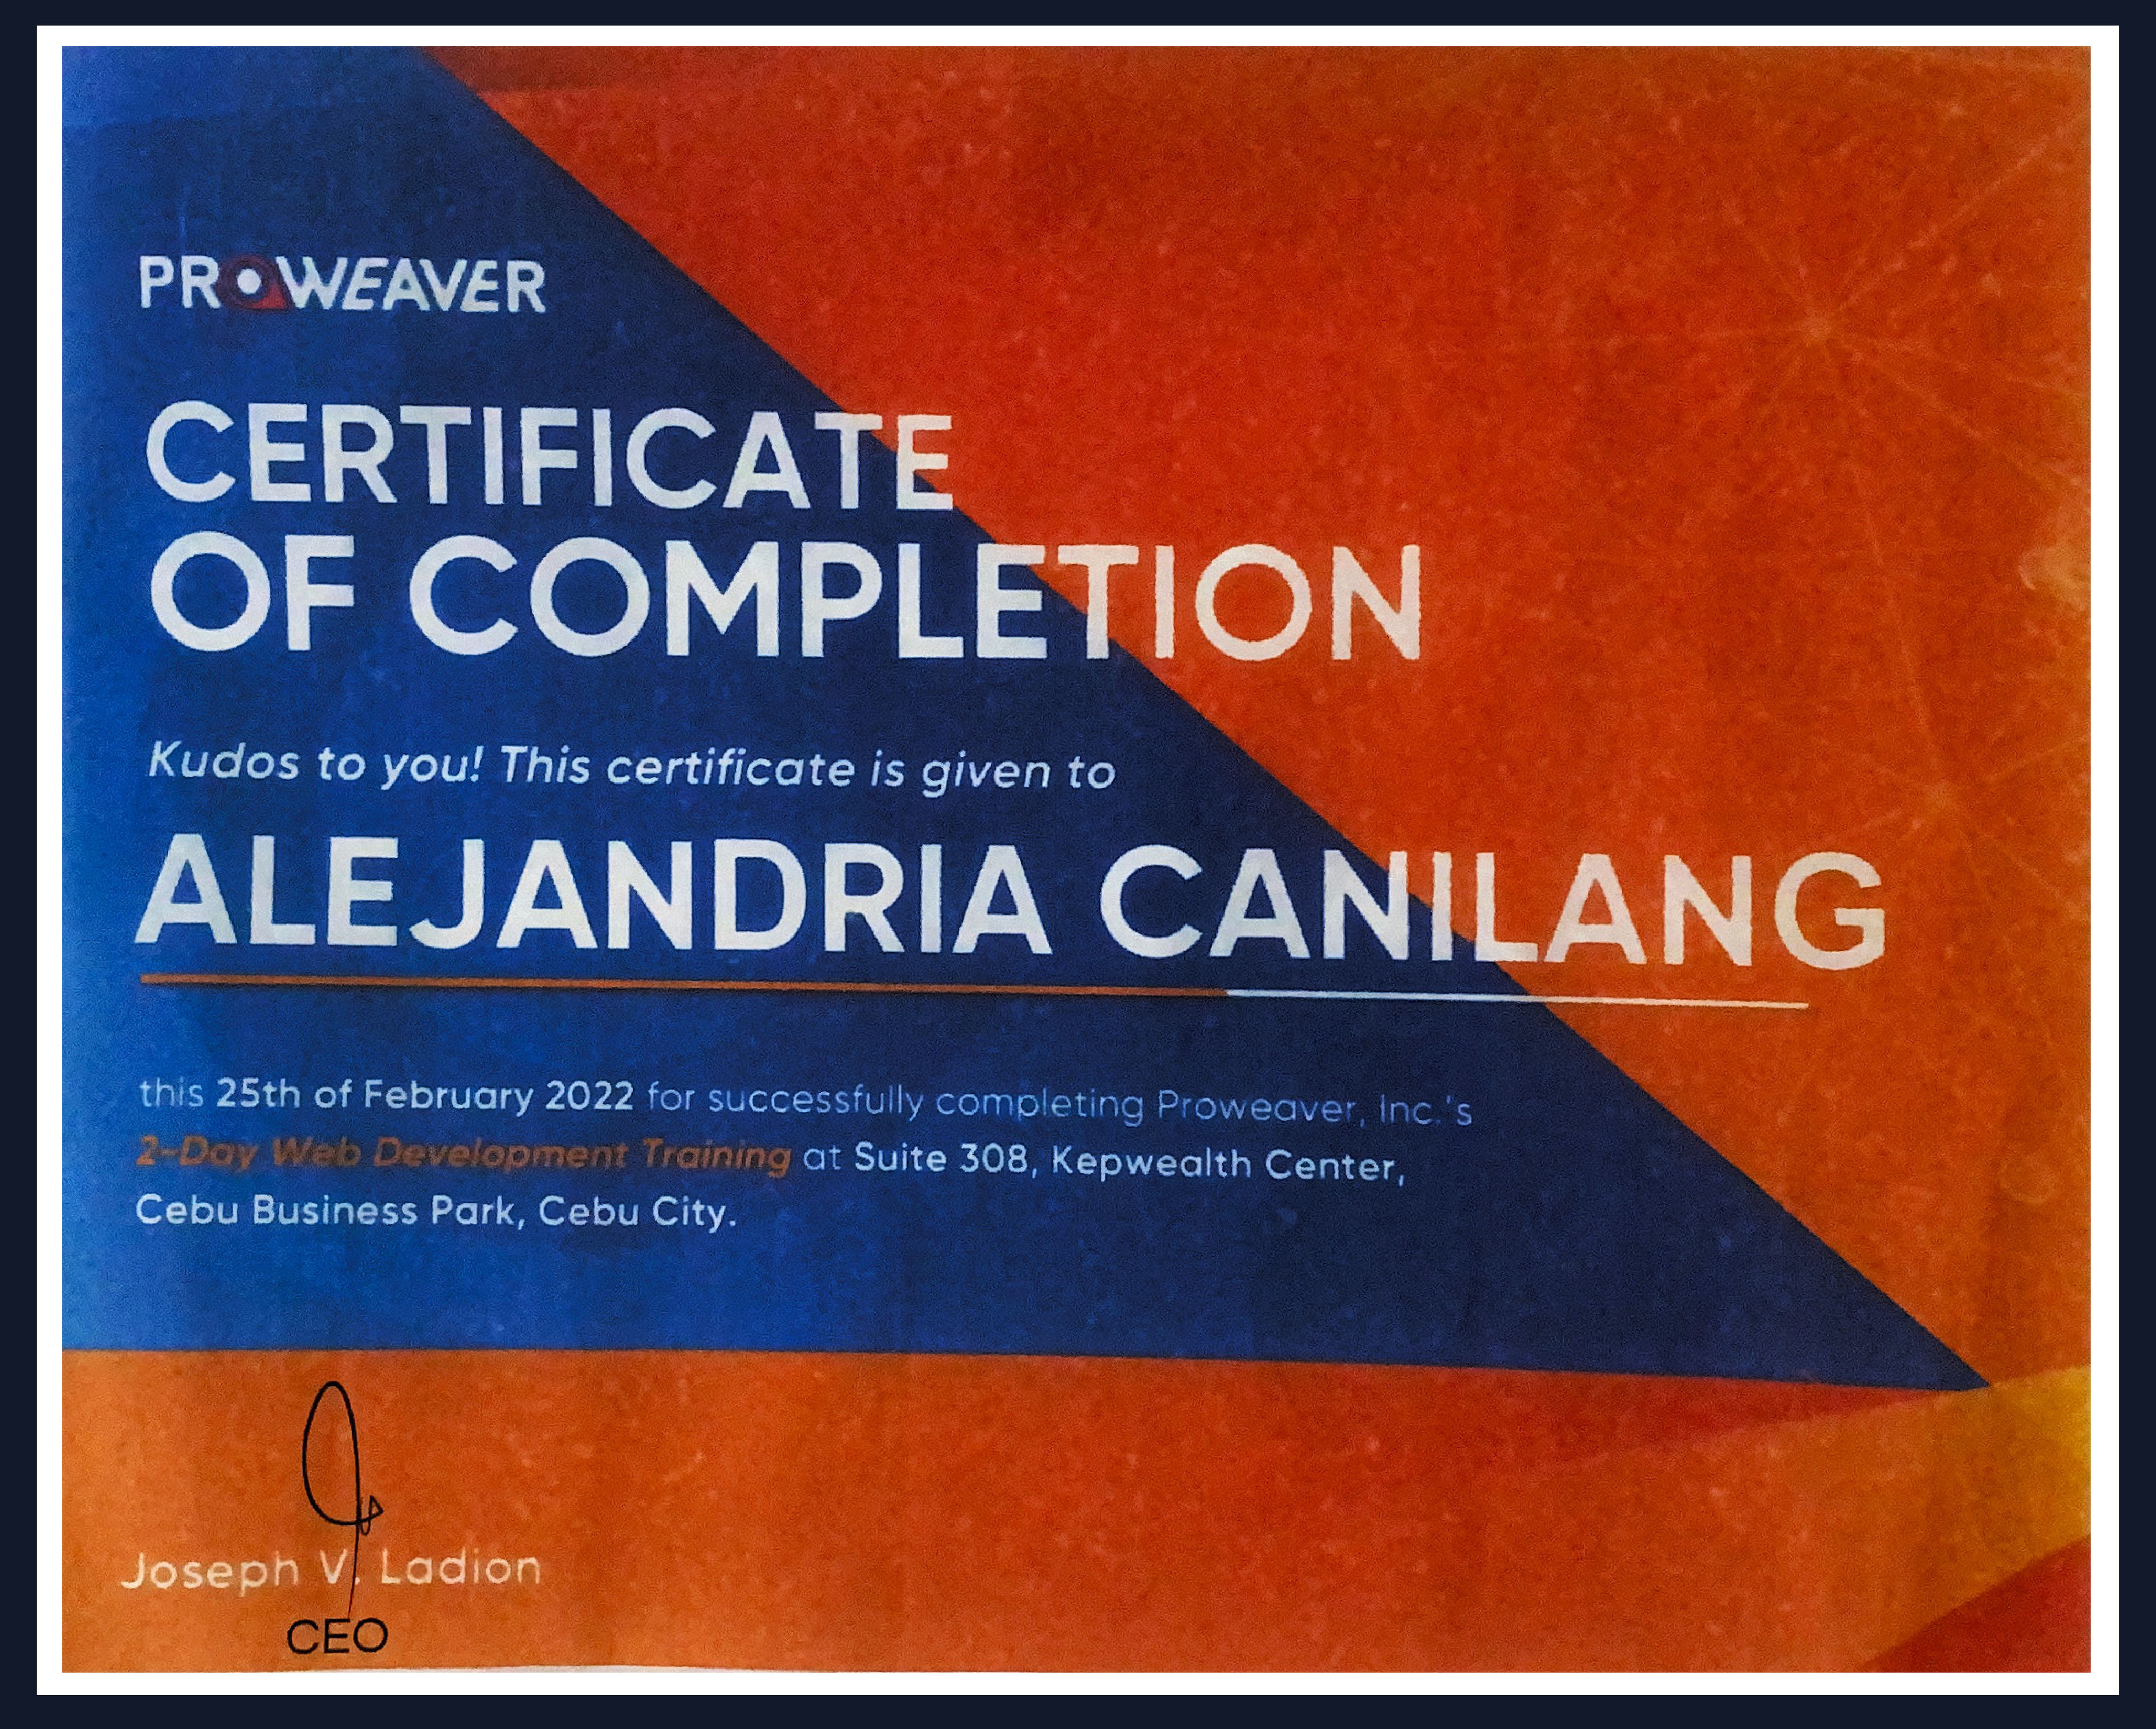 PROWEAVER
CERTIFICATE
OF COMPLETION
Kudos to you! This certificate is given to
ALEJANDRIA CANILANG
this 25th of February 2022 for successfully completing Proweaver, Inc.'s
2-Day Web Development Training at Suite 308, Kepwealth Center,
Cebu Business Park, Cebu City.
Joseph V. Ladion
CEO